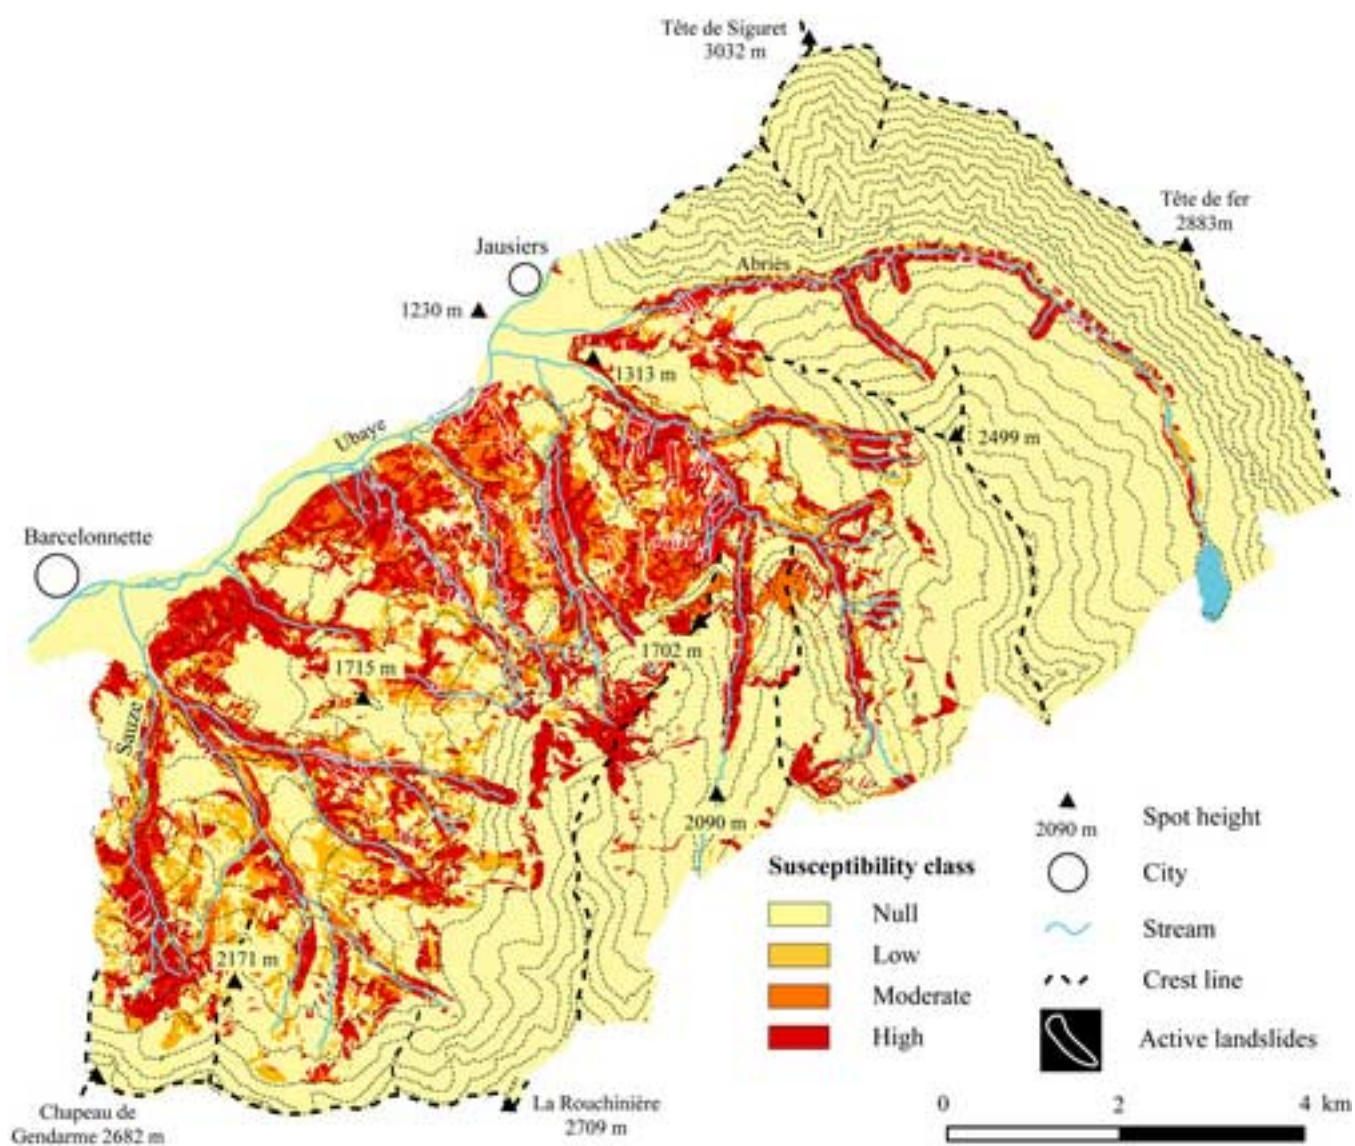 Tête de Siguret
3032 m
Tête de fer
2883m
Jausiers
Abriès
1230 m
1313 m
Ubaye
2499 m
Barcelonnette
1702 m
1715 m
Sauze
2090 m
2171 m
Chapeau de
Gendarme 2682 m
La Rouchinière
2709 m
Susceptibility class
Null
Low
Moderate
High
2090 m
Spot height
City
Stream
Crest line
Active landslides
0 2 4 km